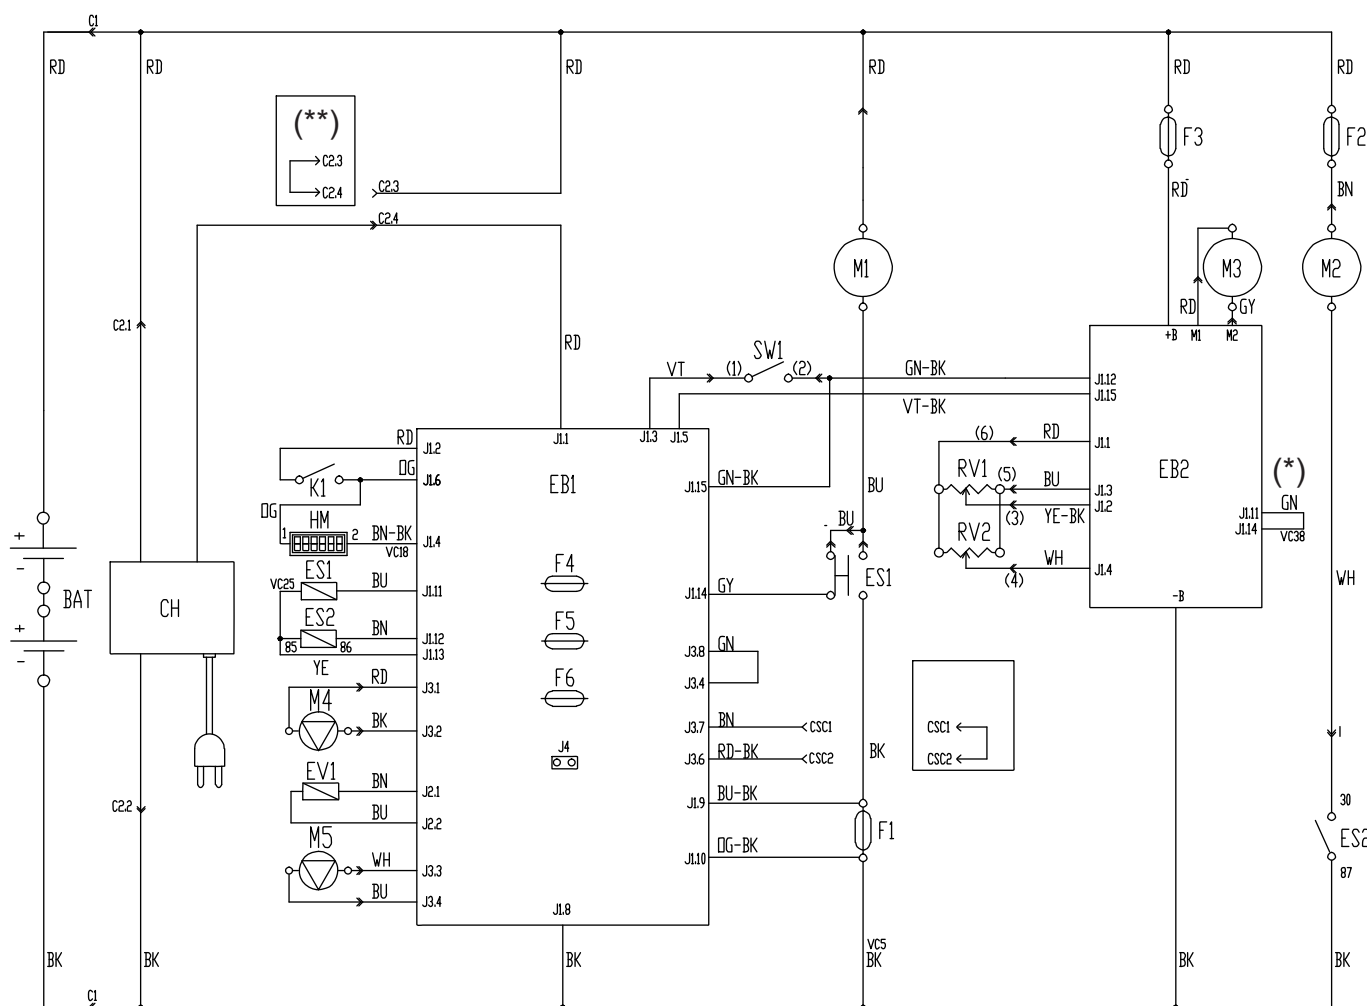 C1
RD RD RD RD RD RD
(**)
C2.3
C2.4
C2.3
C2.4
F3
F2
RD
BN
M1
M3
M2
RD
GY
C2.1
+B M1 M2
RD
SW1
VT
(1)
(2)
GN-BK
J1.12
VT-BK
J1.15
J1.1
J1.3
J1.5
RD
J1.2
(6)
RD
J1.1
OG
J1.6
K1
EB1
RV1
(5)
BU
J1.3
EB2
(*)
J1.15
GN-BK
BU
GN
OG
HM
(3)
YE-BK
J1.2
J1.11
1
2
BN-BK
J1.4
BU
RV2
J1.14
VC38
VC18
ES1
F4
ES1
(4)
WH
J1.4
VC25
BU
J1.11
J1.14
GY
WH
BAT
CH
-B
ES2
BN
J1.12
F5
85
86
J1.13
J3.8
GN
YE
RD
J3.1
F6
J3.4
M4
BK
J3.2
J3.7
BN
CSC1
CSC1
J4
J3.6
RD-BK
CSC2
BK
CSC2
EV1
BN
J2.1
J1.9
BU-BK
30
C2.2
BU
J2.2
F1
ES2
M5
WH
J3.3
J1.10
OG-BK
87
BU
J3.4
J1.8
VC5
BK BK BK BK BK BK
C1